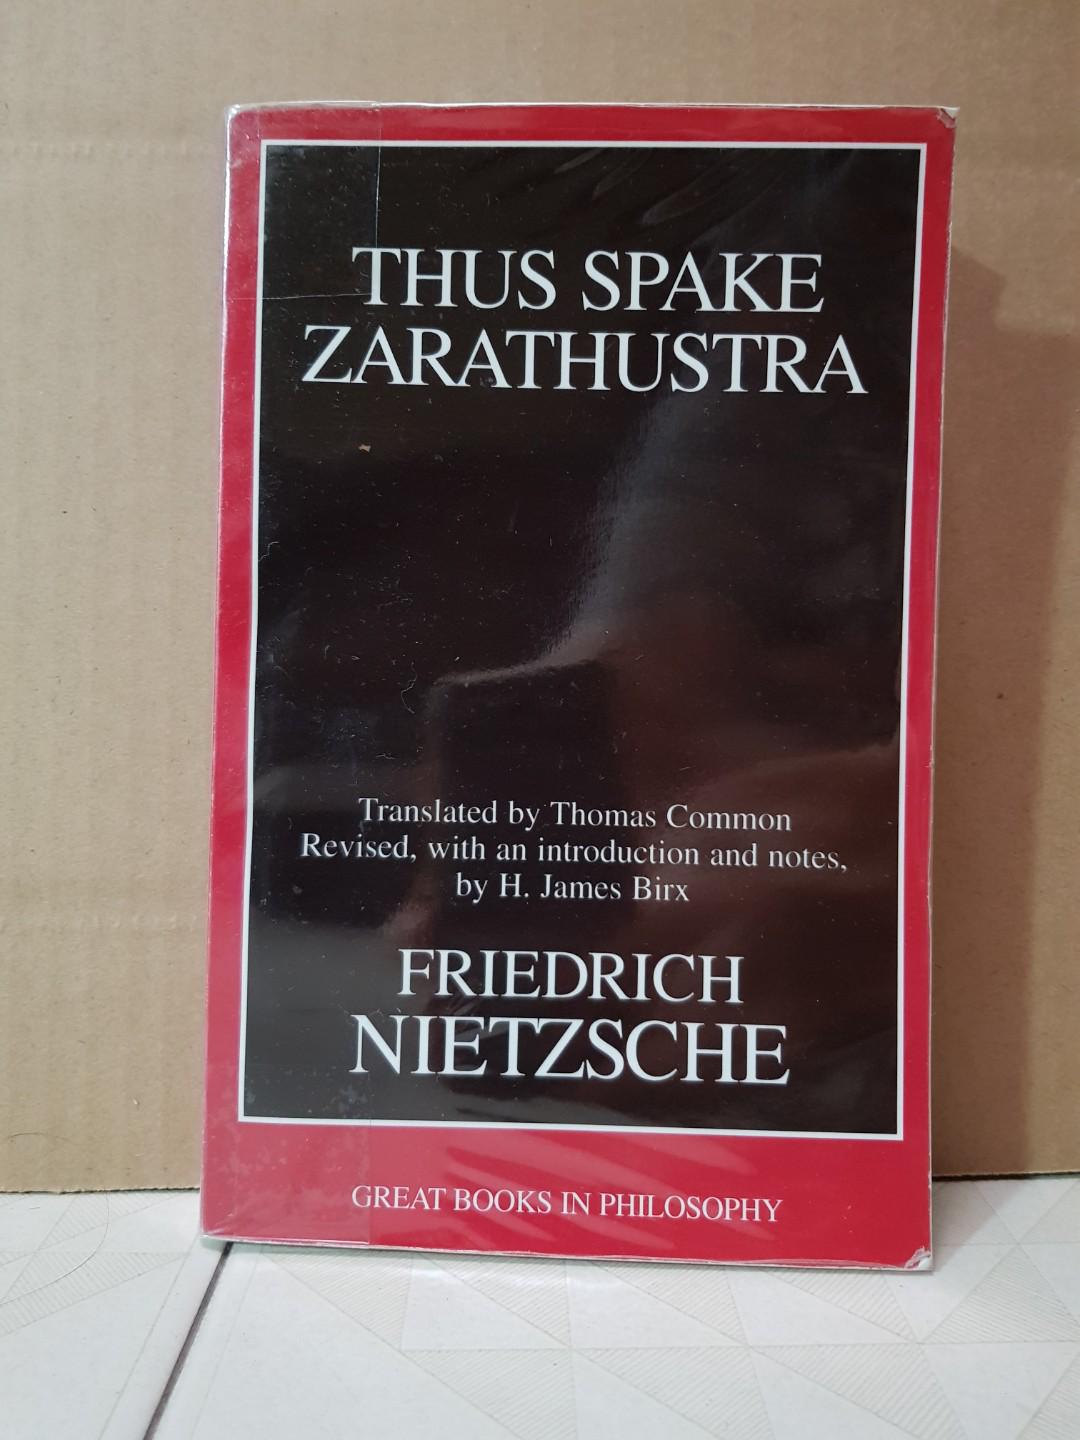 THUS SPAKE
ZARATHUSTRA
Translated by Thomas Common
Revised, with an introduction and notes,
by H. James Birx
FRIEDRICH
NIETZSCHE
GREAT BOOKS IN PHILOSOPHY